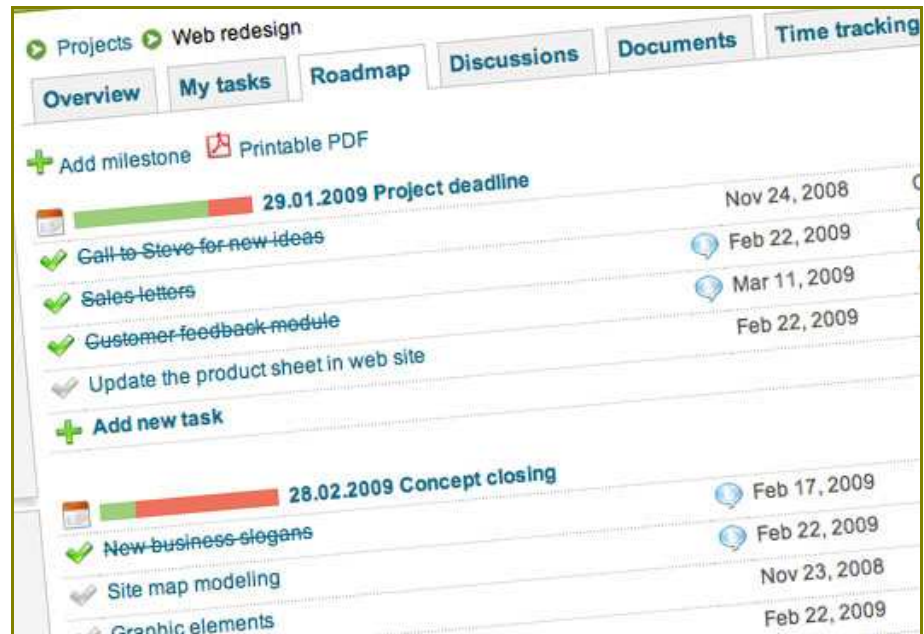 Projects Web redesign
Overview My tasks Roadmap Discussions Documents Time tracking
Add milestone Printable PDF
29.01.2009 Project deadline
Call to Steve for new ideas Nov 24, 2008
Sales letters Feb 22, 2009
Customer feedback module Mar 11, 2009
Update the product sheet in web site Feb 22, 2009
Add new task
28.02.2009 Concept closing
New business slogans Feb 17, 2009
Site map modeling Feb 22, 2009
Graphic elements Nov 23, 2008
Feb 22, 2009